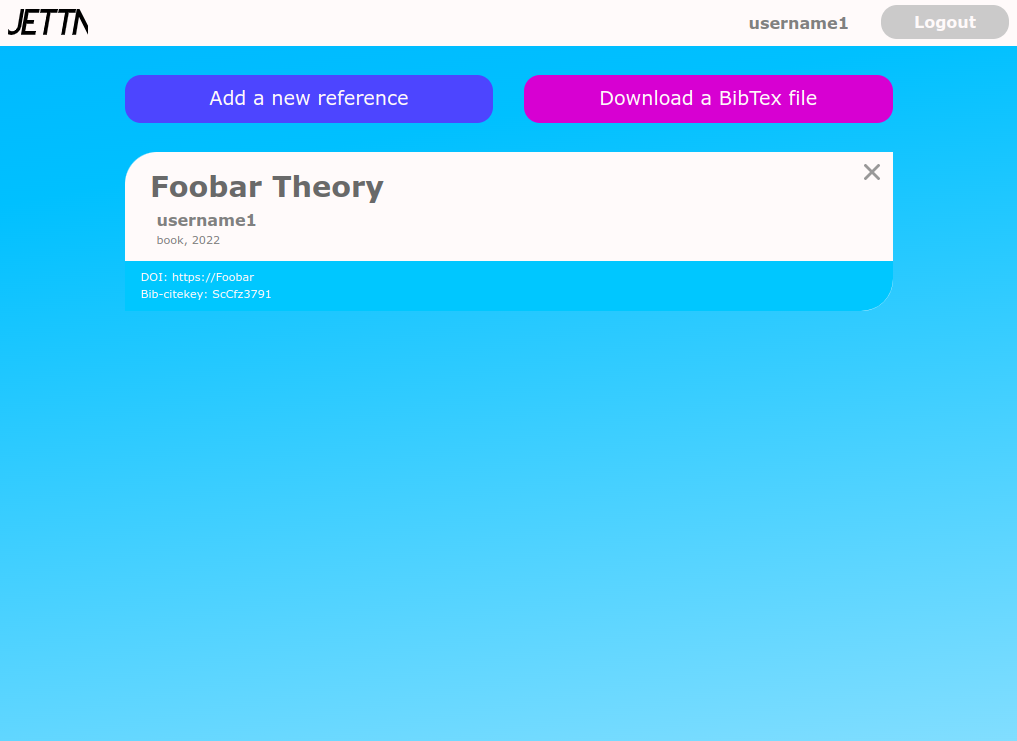 JETTN
username1
Logout
Add a new reference
Download a BibTex file
Foobar Theory
username1
book, 2022
DOI: https://Foobar
Bib-citekey: ScCfz3791